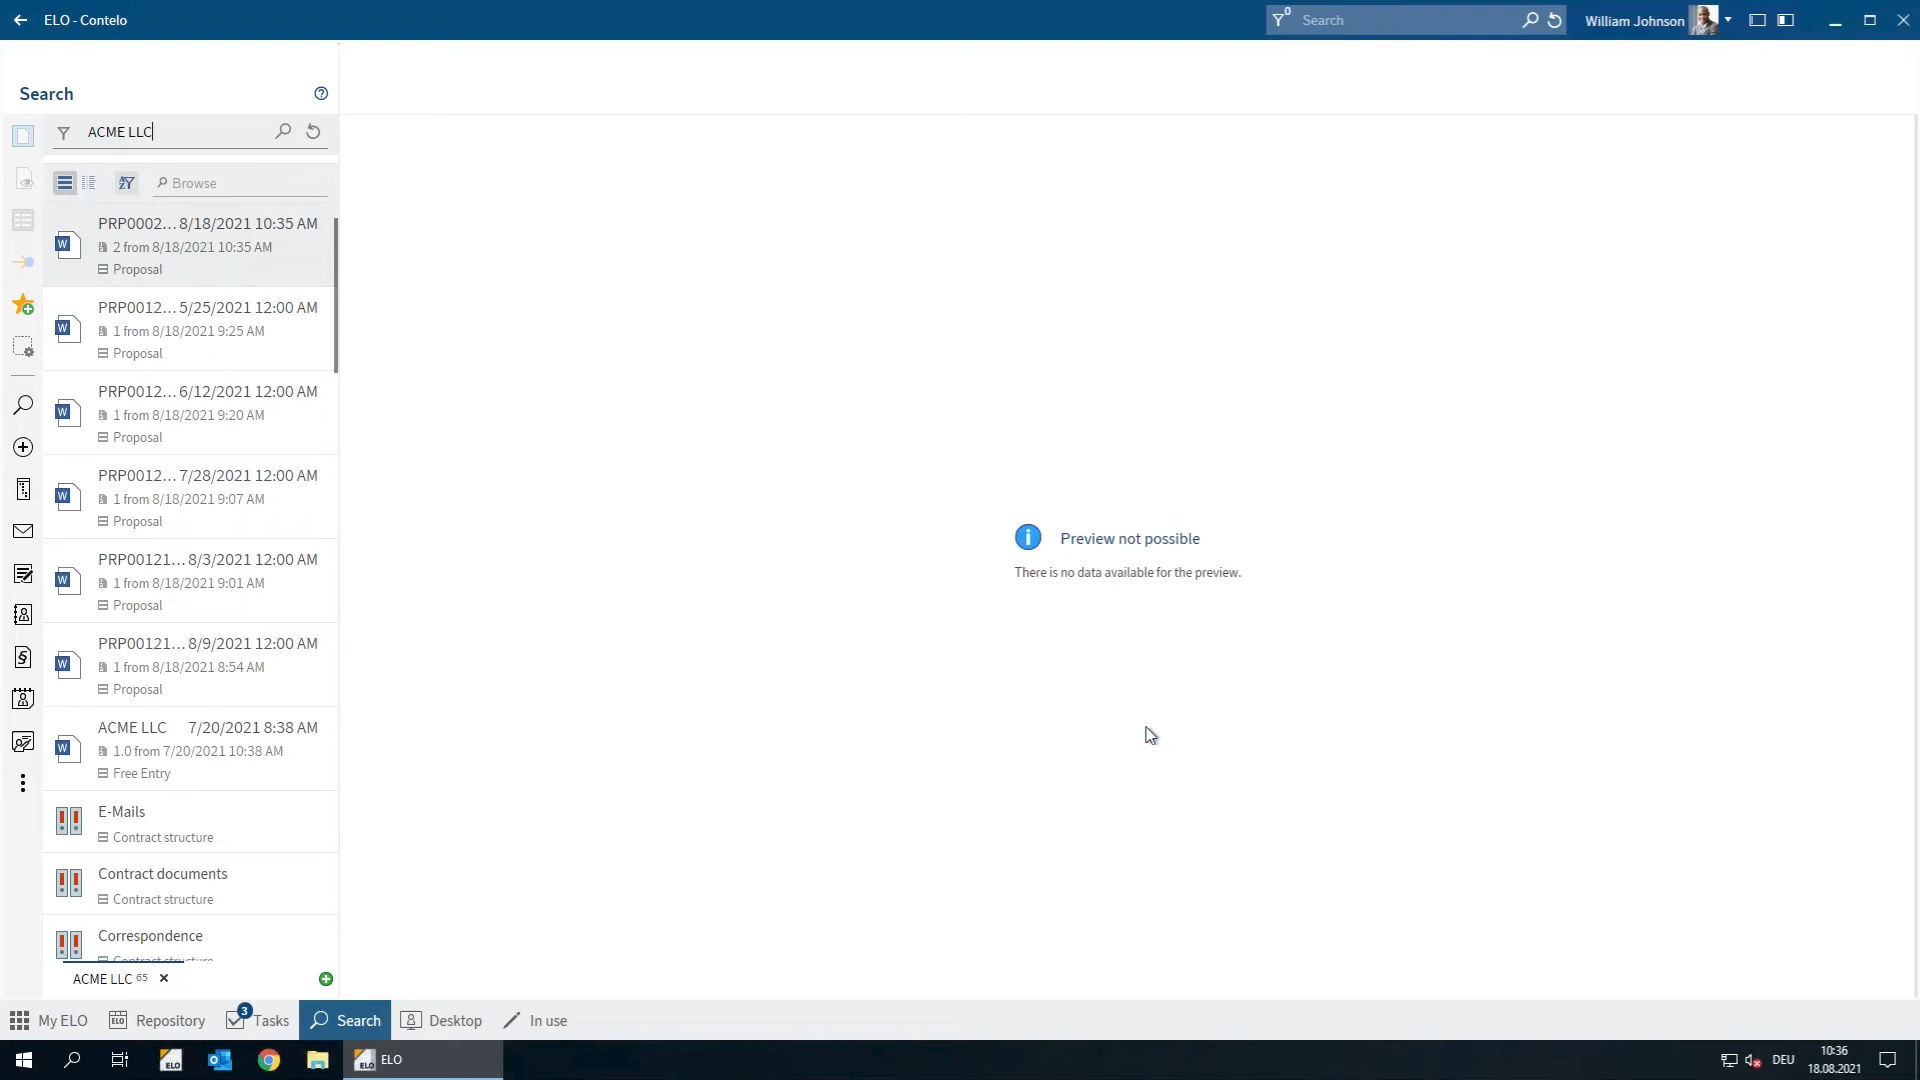 ELO - Contelo
0
Search
William Johnson
Search
ACME LLC
Browse
PRP0002... 8/18/2021 10:35 AM
2 from 8/18/2021 10:35 AM
Proposal
PRP0012... 5/25/2021 12:00 AM
1 from 8/18/2021 9:25 AM
Proposal
PRP0012... 6/12/2021 12:00 AM
1 from 8/18/2021 9:20 AM
Proposal
PRP0012... 7/28/2021 12:00 AM
1 from 8/18/2021 9:07 AM
Proposal
PRP00121... 8/3/2021 12:00 AM
1 from 8/18/2021 9:01 AM
Proposal
PRP00121... 8/9/2021 12:00 AM
1 from 8/18/2021 8:54 AM
Proposal
ACME LLC 7/20/2021 8:38 AM
1.0 from 7/20/2021 10:38 AM
Free Entry
E-Mails
Contract structure
Contract documents
Contract structure
Correspondence
Contract structure
ACME LLC 65
Preview not possible
There is no data available for the preview.
My ELO
ELO Repository
3 Tasks
Search
Desktop
In use
ELO
ELO ELO
DEU
10:36
18.08.2021